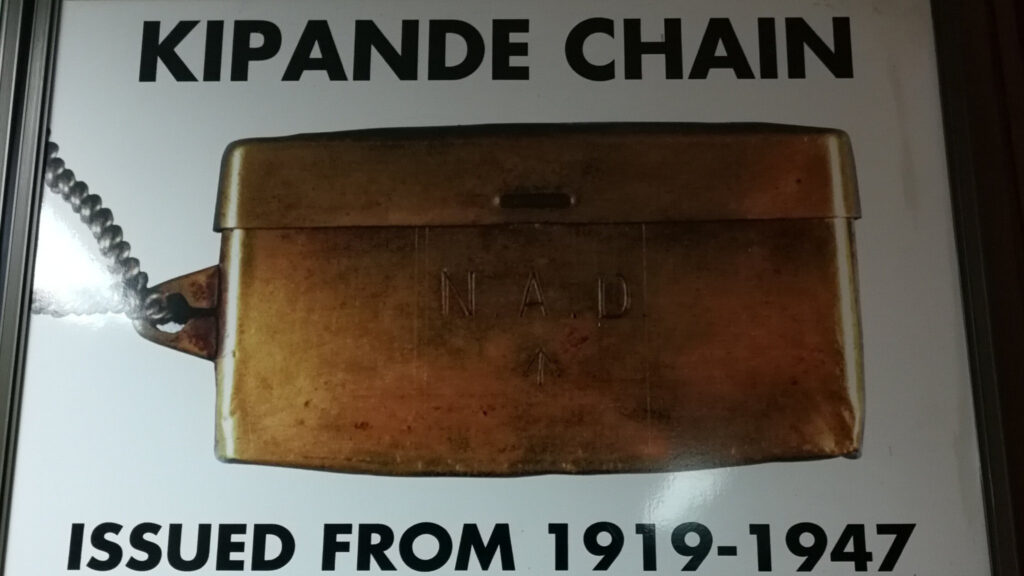 KIPANDE CHAIN
N.A.D.
ISSUED FROM 1919-1947